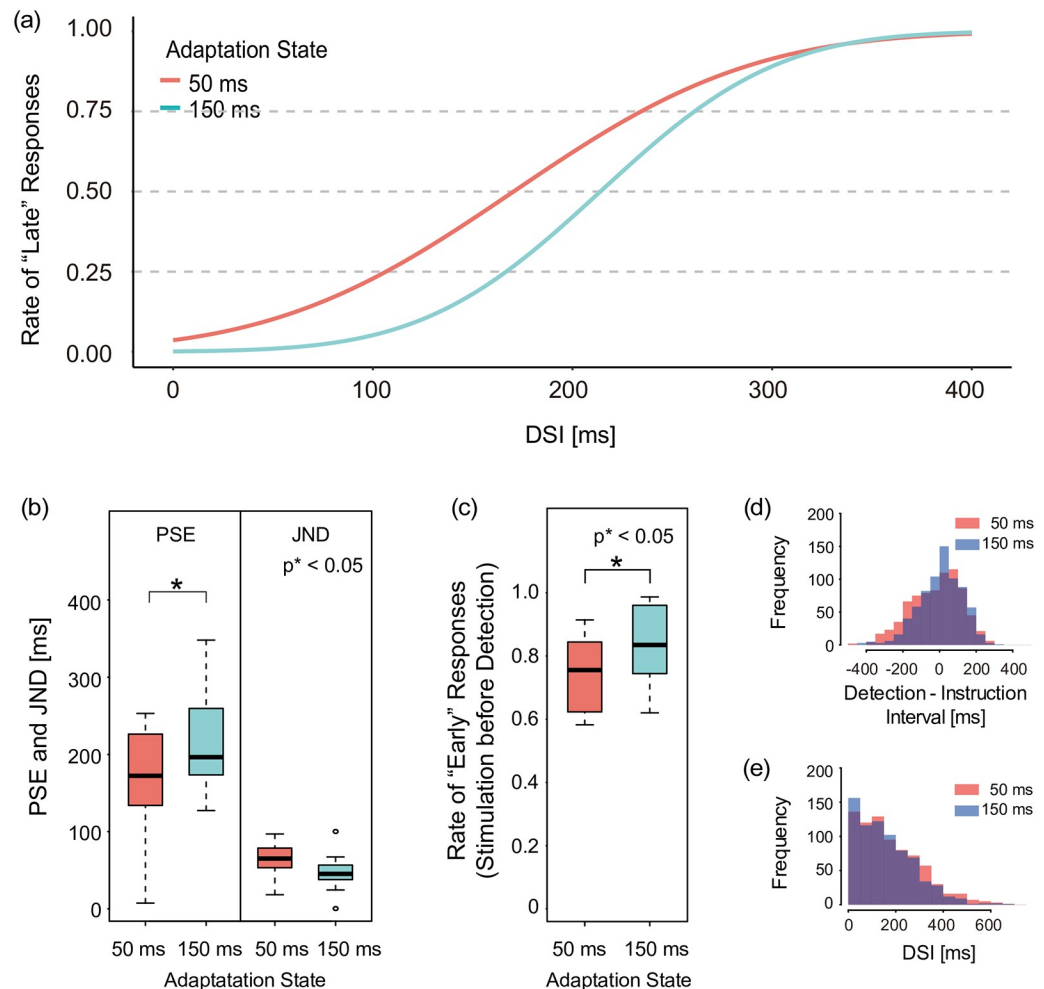 (a)
1.00
0.75
0.50
0.25
0.00
Rate of “Late” Responses
Adaptation State
50 ms
150 ms
0 100 200 300 400
DSI [ms]
(b)
PSE JND
p* < 0.05
*
400
300
200
100
0
PSE and JND [ms]
50 ms 150 ms 50 ms 150 ms
Adaptatation State
(c)
p* < 0.05
*
1.0
0.8
0.6
0.4
0.2
0
Rate of “Early” Responses
(Stimulation before Detection)
50 ms 150 ms
Adaptatation State
(d)
200
150
100
50
0
Frequency
50 ms
150 ms
-400 -200 0 200 400
Detection - Instruction
Interval [ms]
(e)
200
150
100
50
0
Frequency
50 ms
150 ms
0 200 400 600
DSI [ms]